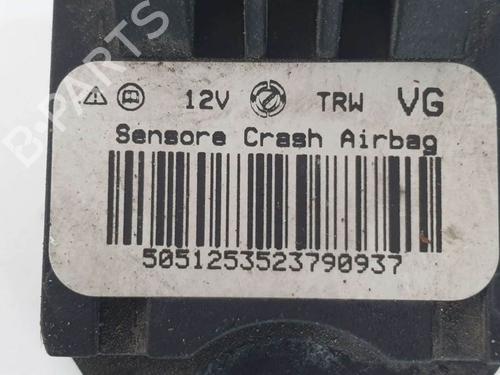 12V TRW VG
Sensore Crash Airbag
5051253523790937
B-PARTS